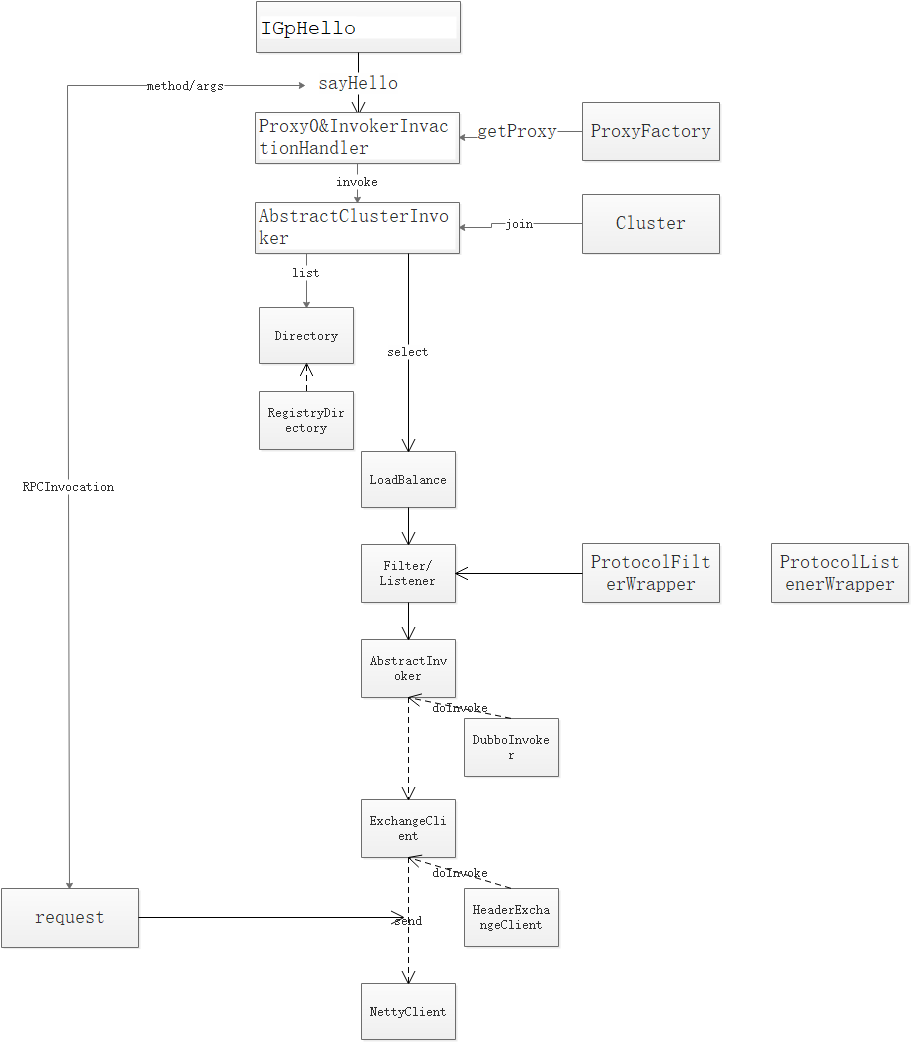 IGpHello
method/args
sayHello
Proxy0&InvokerInvac
tionHandler
getProxy
ProxyFactory
invoke
AbstractClusterInvo
ker
join
Cluster
list
Directory
select
RegistryDir
ectory
LoadBalance
RPCInvocation
Filter/
Listener
ProtocolFilt
erWrapper
ProtocolList
enerWrapper
AbstractInv
oker
doInvoke
DubboInvoke
r
ExchangeCli
ent
doInvoke
HeaderExcha
ngeClient
request
send
NettyClient